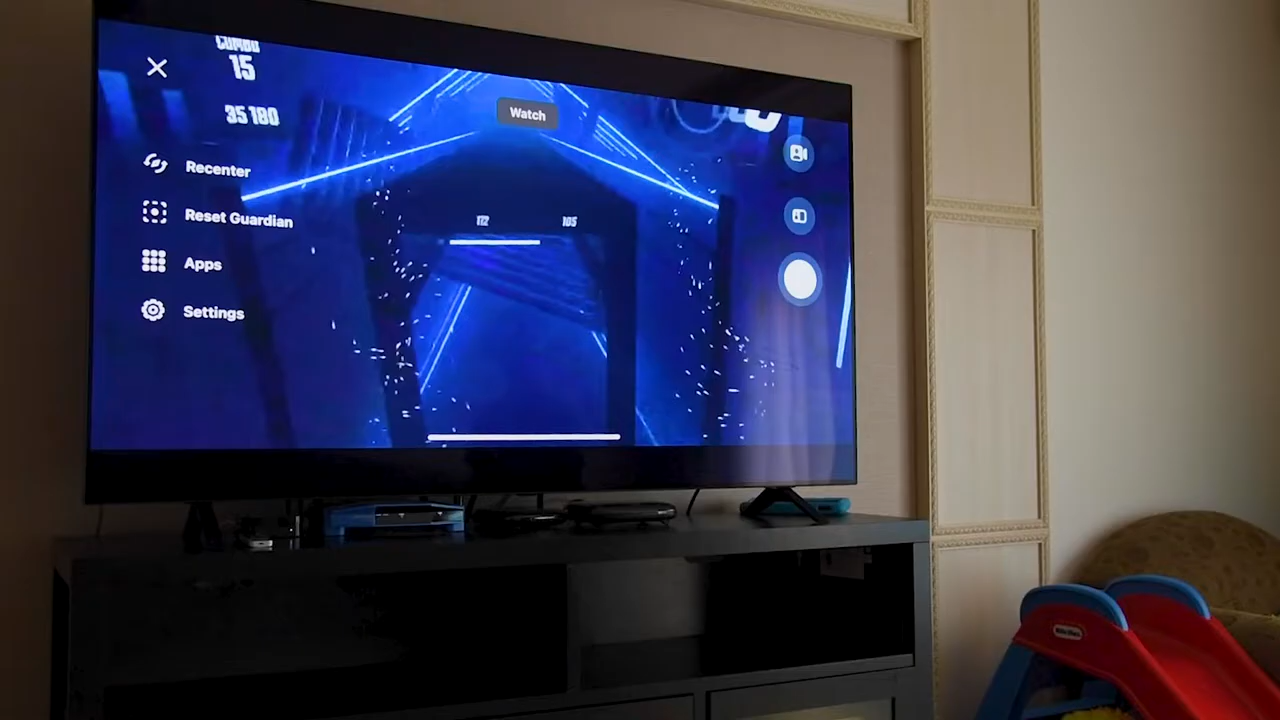 COMBO
15
35 180
Watch
Recenter
Reset Guardian
Apps
Settings
112
105